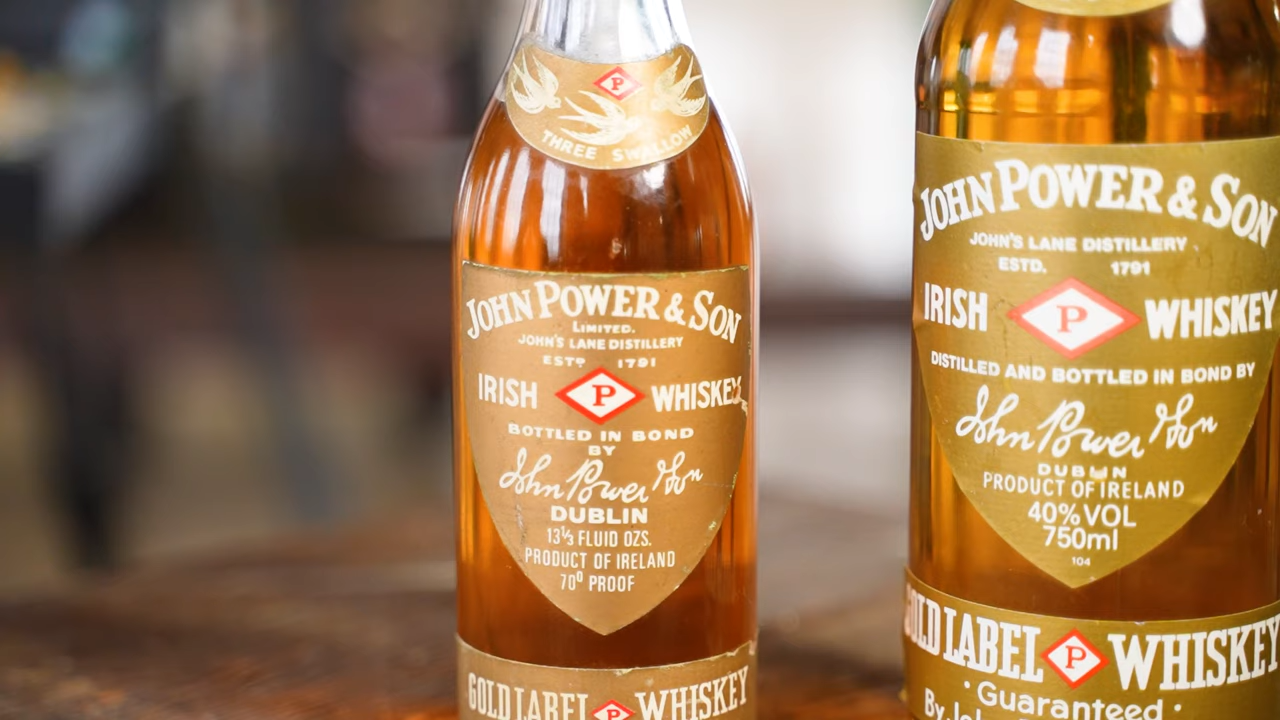 P
THREE SWALLOW
JOHN POWER & SON
LIMITED.
JOHN'S LANE DISTILLERY
ESTD 1791
IRISH P WHISKEY
BOTTLED IN BOND
BY
John Power & Son
DUBLIN
13⅓ FLUID OZS.
PRODUCT OF IRELAND
70º PROOF
GOLD LABEL P WHISKEY
JOHN POWER & SON
JOHN'S LANE DISTILLERY
ESTD. 1791
IRISH P WHISKEY
DISTILLED AND BOTTLED IN BOND BY
John Power & Son
DUBLIN
PRODUCT OF IRELAND
40% VOL
750ml
104
GOLD LABEL P WHISKEY
· Guaranteed ·
By